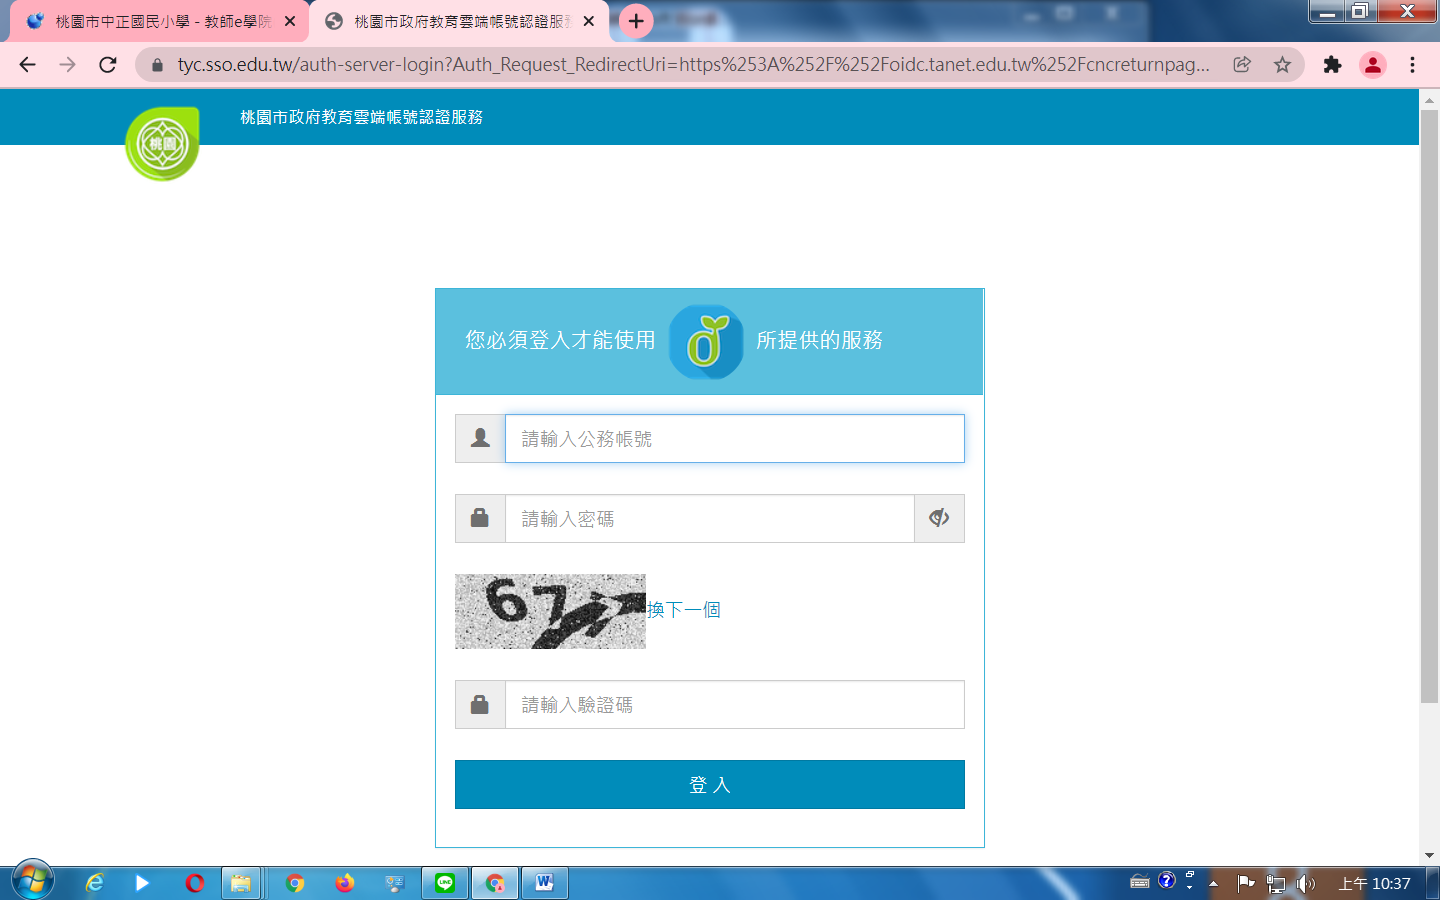 桃園市中正國民小學 - 教師e學院
桃園市政府教育雲端帳號認證服務
tyc.sso.edu.tw/auth-server-login?Auth_Request_RedirectUri=https%253A%252F%252Foidc.tanet.edu.tw%252Fcncreturnpag...
桃園市政府教育雲端帳號認證服務
桃園
您必須登入才能使用 所提供的服務
請輸入公務帳號
請輸入密碼
67
換下一個
請輸入驗證碼
登 入
上午 10:37